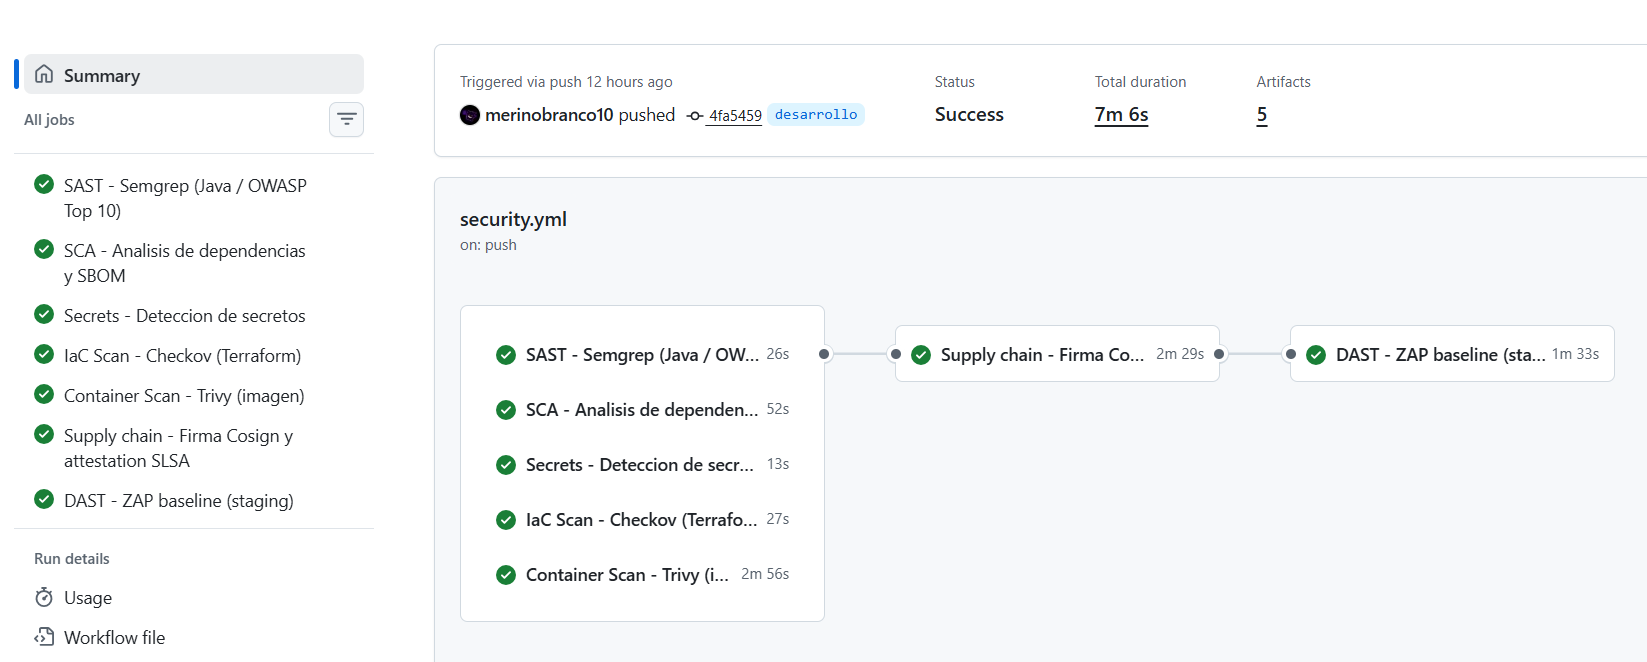 Summary
All jobs
SAST - Semgrep (Java / OWASP
Top 10)
SCA - Analisis de dependencias
y SBOM
Secrets - Deteccion de secretos
IaC Scan - Checkov (Terraform)
Container Scan - Trivy (imagen)
Supply chain - Firma Cosign y
attestation SLSA
DAST - ZAP baseline (staging)
Run details
Usage
Workflow file
Triggered via push 12 hours ago
merinobranco10 pushed 4fa5459 desarrollo
Status
Success
Total duration
7m 6s
Artifacts
5
security.yml
on: push
SAST - Semgrep (Java / OW... 26s
SCA - Analisis de dependen... 52s
Secrets - Deteccion de secr... 13s
IaC Scan - Checkov (Terrafo... 27s
Container Scan - Trivy (i... 2m 56s
Supply chain - Firma Co... 2m 29s
DAST - ZAP baseline (sta... 1m 33s